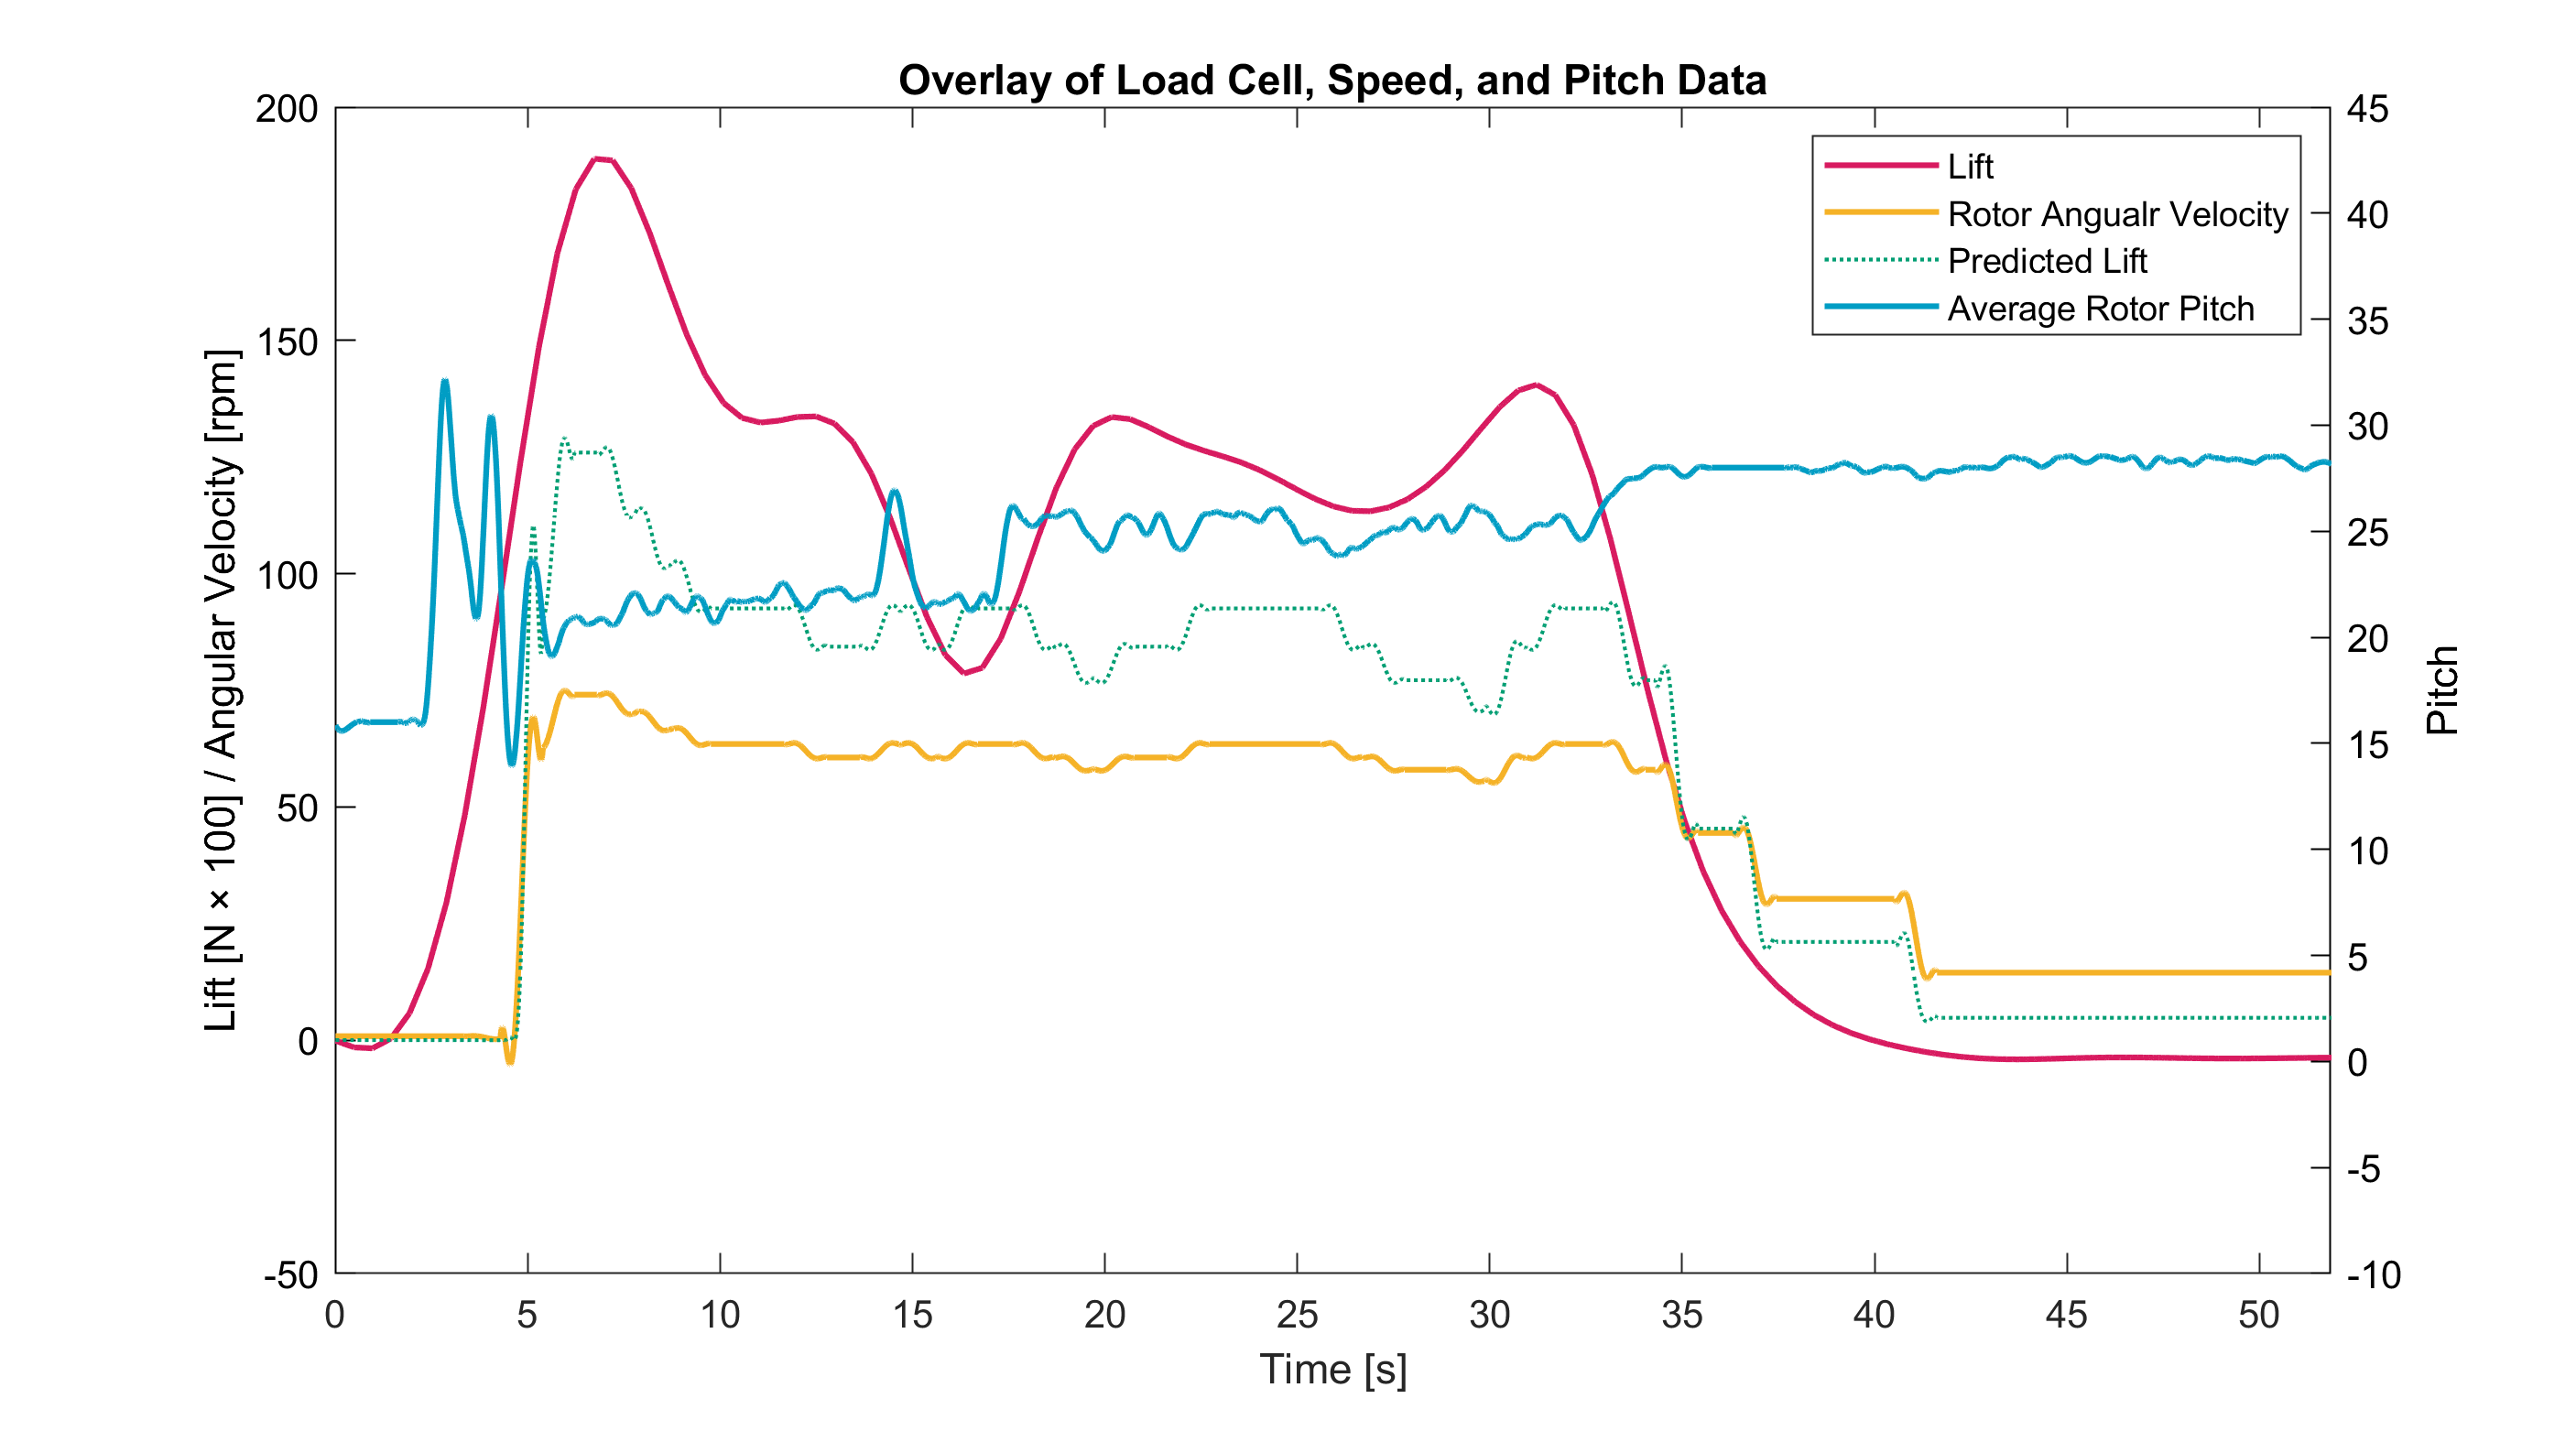 Overlay of Load Cell, Speed, and Pitch Data
200
150
100
50
0
-50
Lift [N × 100] / Angular Velocity [rpm]
Lift
Rotor Angualr Velocity
Predicted Lift
Average Rotor Pitch
45
40
35
30
25
20
15
10
5
0
-5
-10
Pitch
0 5 10 15 20 25 30 35 40 45 50
Time [s]